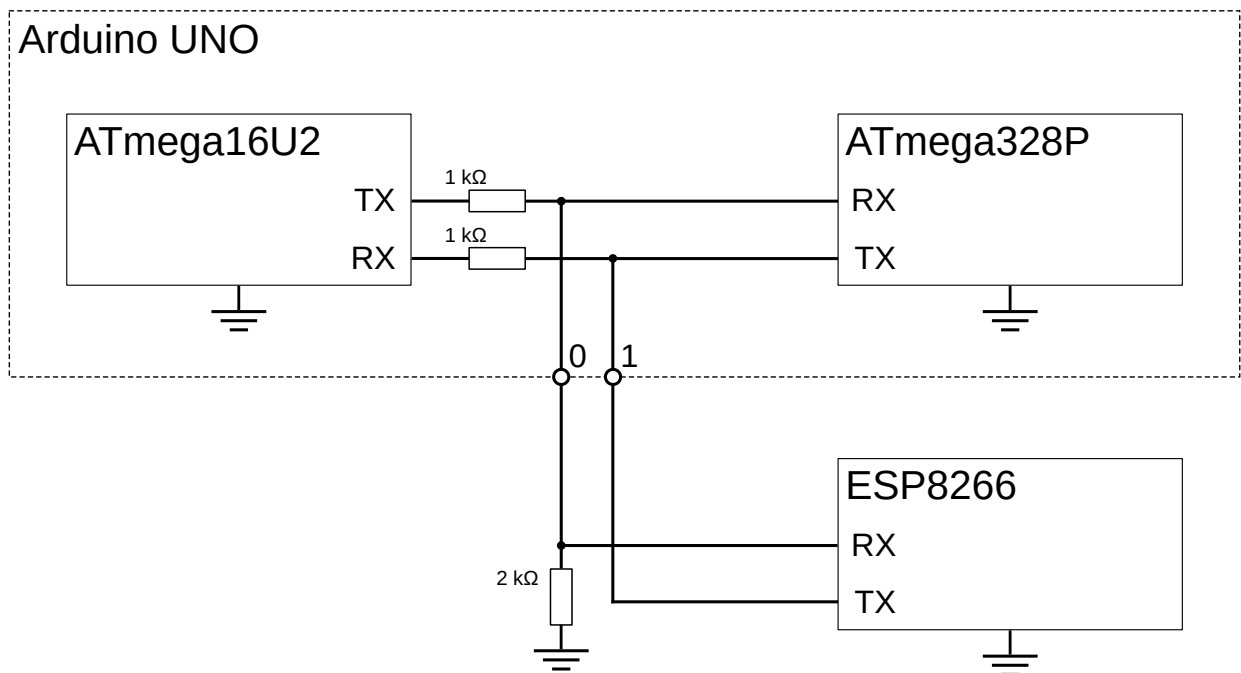 Arduino UNO
ATmega16U2
ATmega328P
1 kΩ
TX
RX
1 kΩ
RX
TX
0
1
ESP8266
RX
2 kΩ
TX